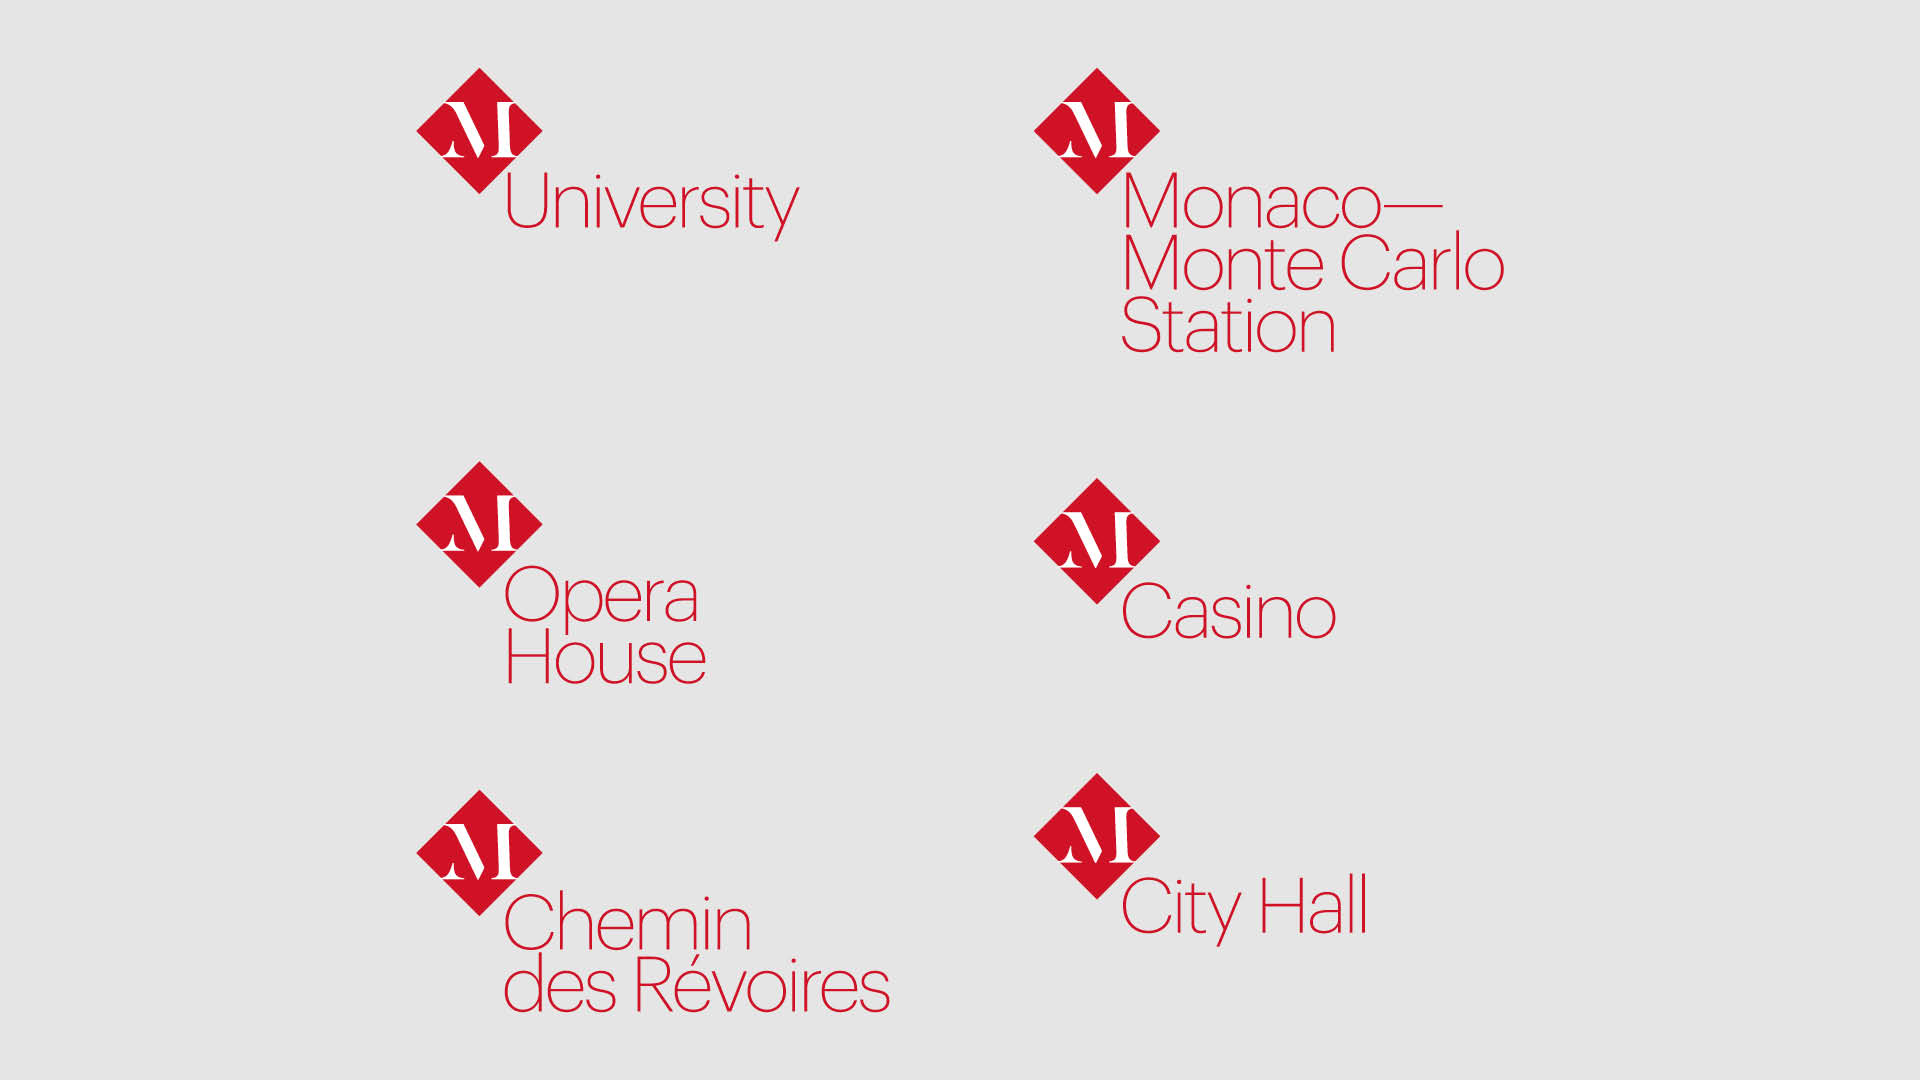 M
University
M
Monaco—
Monte Carlo
Station
M
Opera
House
M
Casino
M
Chemin
des Révoires
M
City Hall